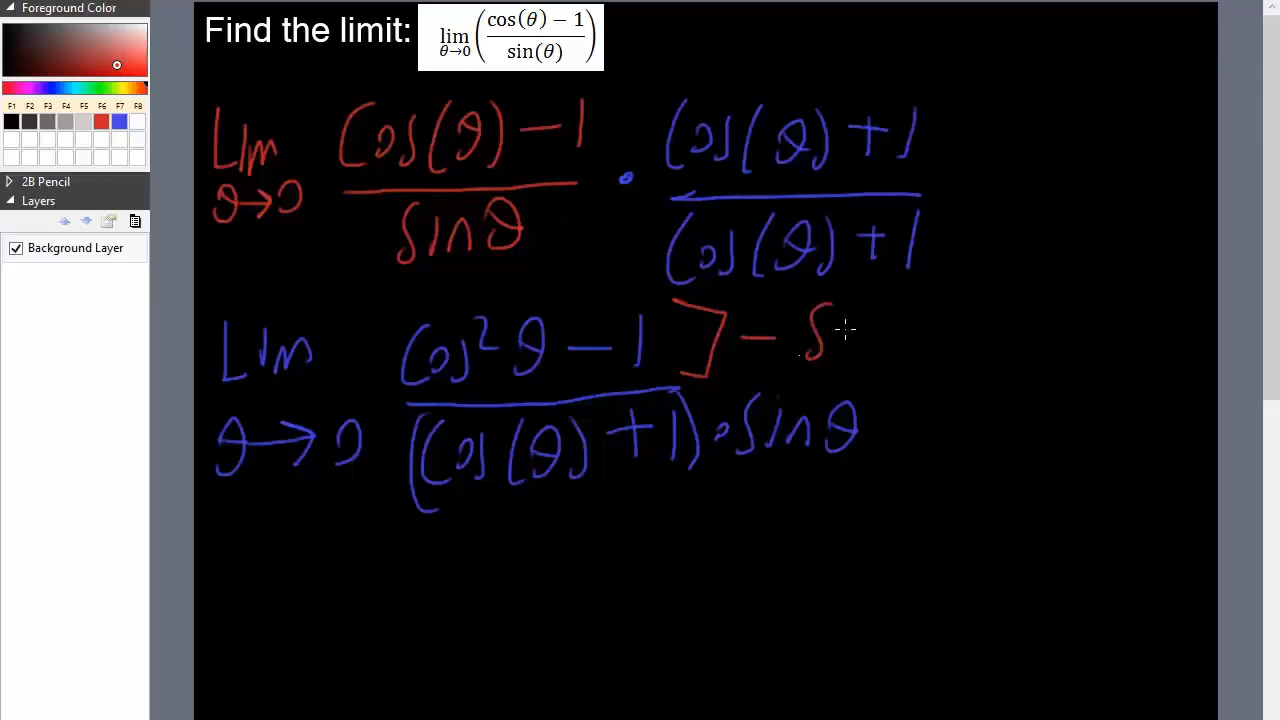 Foreground Color
F1 F2 F3 F4 F5 F6 F7 F8
2B Pencil
Layers
Background Layer
Find the limit: lim θ→0 (cos(θ) − 1 / sin(θ))
Lim θ→0 Cos(θ) − 1 / sinθ · Cos(θ) + 1 / Cos(θ) + 1
Lim θ→0 Cos²θ − 1 / (Cos(θ) + 1) · sinθ ] − S